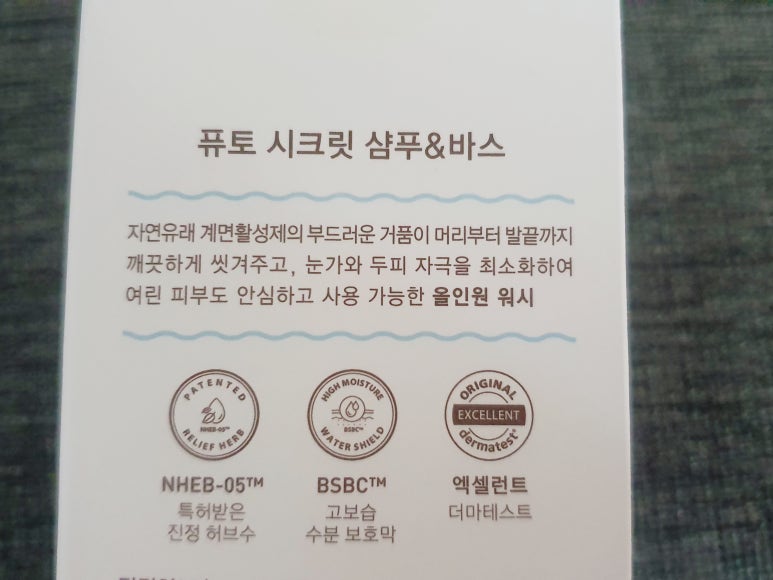 퓨토 시크릿 샴푸&바스
자연유래 계면활성제의 부드러운 거품이 머리부터 발끝까지
깨끗하게 씻겨주고, 눈가와 두피 자극을 최소화하여
여린 피부도 안심하고 사용 가능한 올인원 워시
PATENTED
NHEB-05™
RELIEF HERB
HIGH MOISTURE
BSBC™
WATER SHIELD
ORIGINAL
EXCELLENT
dermatest®
NHEB-05™
특허받은
진정 허브수
BSBC™
고보습
수분 보호막
엑셀런트
더마테스트